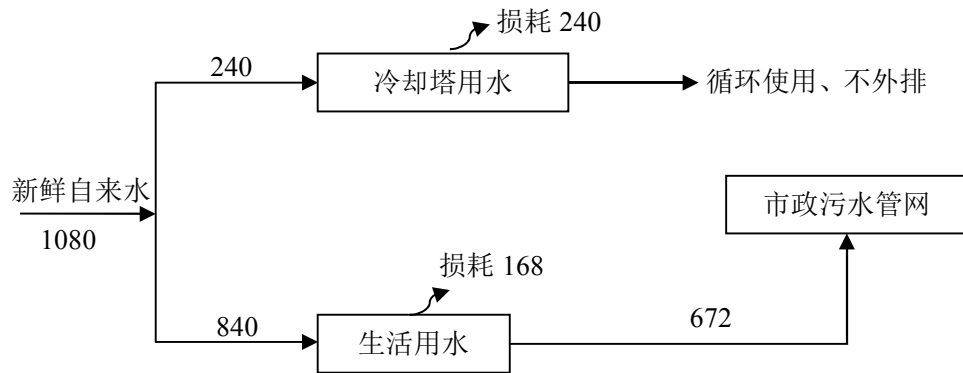 损耗 240
240
冷却塔用水
循环使用、不外排
新鲜自来水
1080
市政污水管网
损耗 168
840
生活用水
672